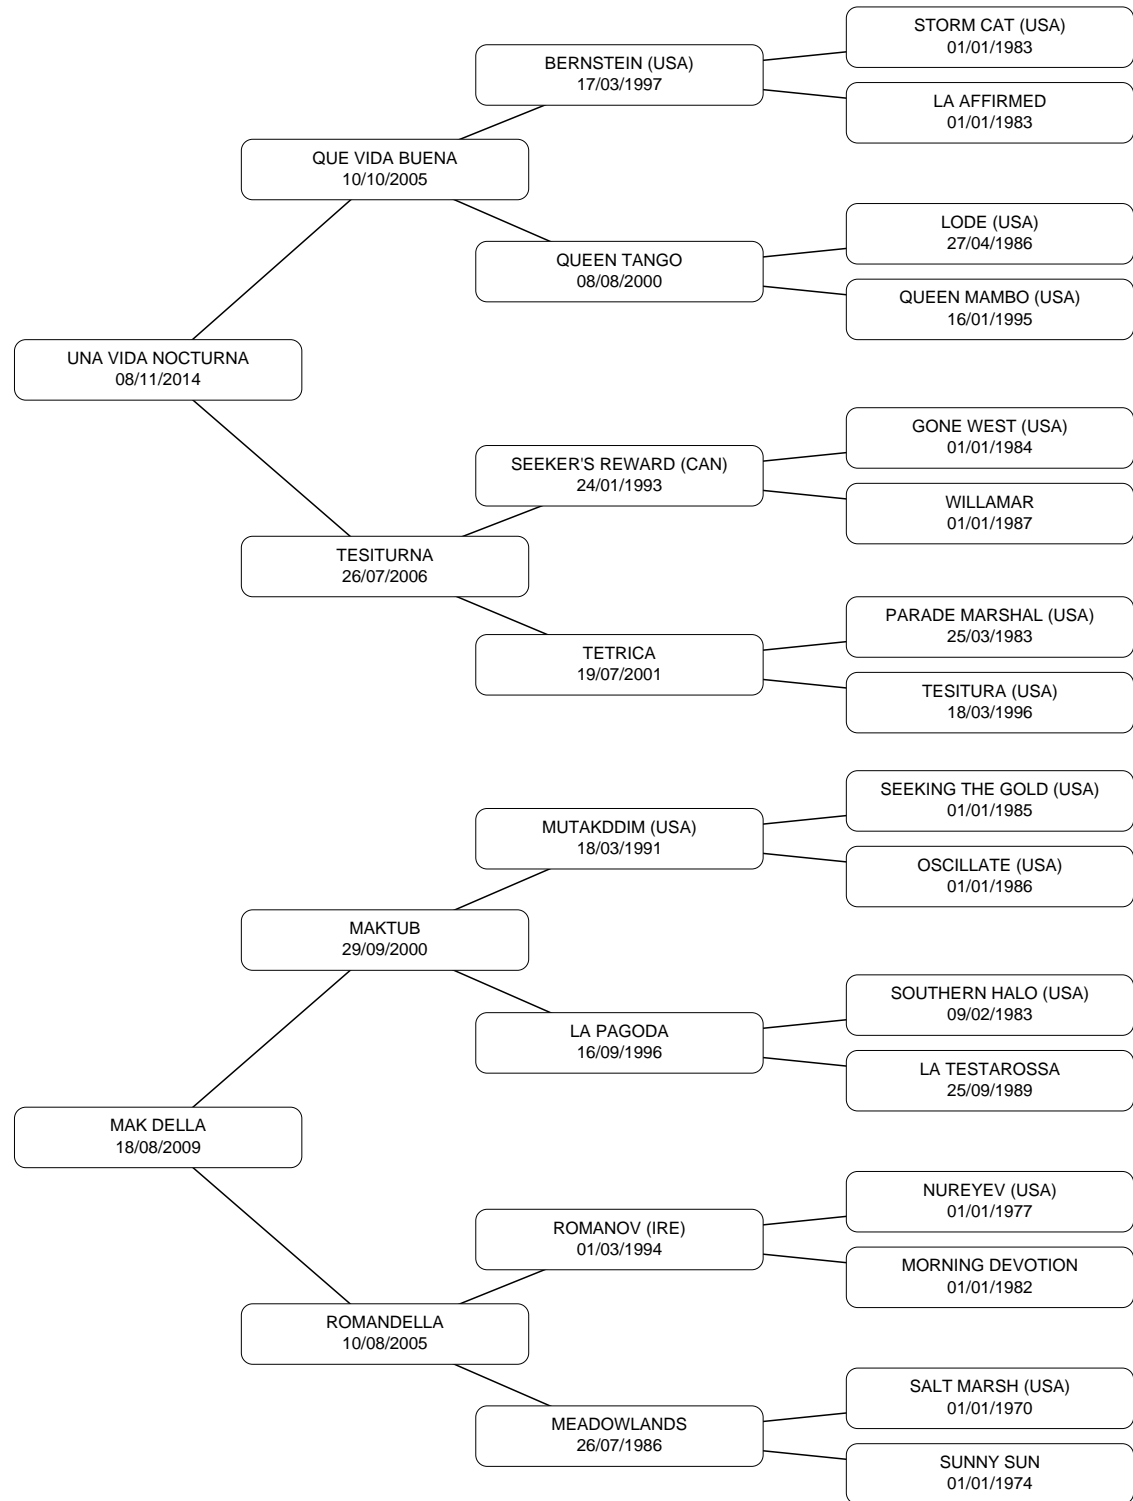 STORM CAT (USA)
01/01/1983
BERNSTEIN (USA)
17/03/1997
LA AFFIRMED
01/01/1983
QUE VIDA BUENA
10/10/2005
LODE (USA)
27/04/1986
QUEEN TANGO
08/08/2000
QUEEN MAMBO (USA)
16/01/1995
UNA VIDA NOCTURNA
08/11/2014
GONE WEST (USA)
01/01/1984
SEEKER'S REWARD (CAN)
24/01/1993
WILLAMAR
01/01/1987
TESITURNA
26/07/2006
PARADE MARSHAL (USA)
25/03/1983
TETRICA
19/07/2001
TESITURA (USA)
18/03/1996
SEEKING THE GOLD (USA)
01/01/1985
MUTAKDDIM (USA)
18/03/1991
OSCILLATE (USA)
01/01/1986
MAKTUB
29/09/2000
SOUTHERN HALO (USA)
09/02/1983
LA PAGODA
16/09/1996
LA TESTAROSSA
25/09/1989
MAK DELLA
18/08/2009
NUREYEV (USA)
01/01/1977
ROMANOV (IRE)
01/03/1994
MORNING DEVOTION
01/01/1982
ROMANDELLA
10/08/2005
SALT MARSH (USA)
01/01/1970
MEADOWLANDS
26/07/1986
SUNNY SUN
01/01/1974